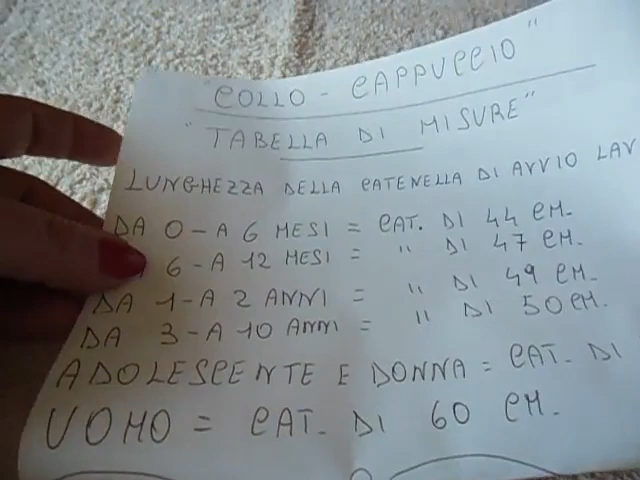 "COLLO - CAPPUCCIO"
"TABELLA DI MISURE"
LUNGHEZZA DELLA CATENELLA DI AVVIO LAV
DA 0 - A 6 MESI = CAT. DI 44 CM.
6 - A 12 MESI = " DI 47 CM.
DA 1 - A 2 ANNI = " DI 49 CM.
DA 3 - A 10 ANNI = " DI 50 CM.
ADOLESCENTE E DONNA = CAT. DI
UOMO = CAT. DI 60 CM.